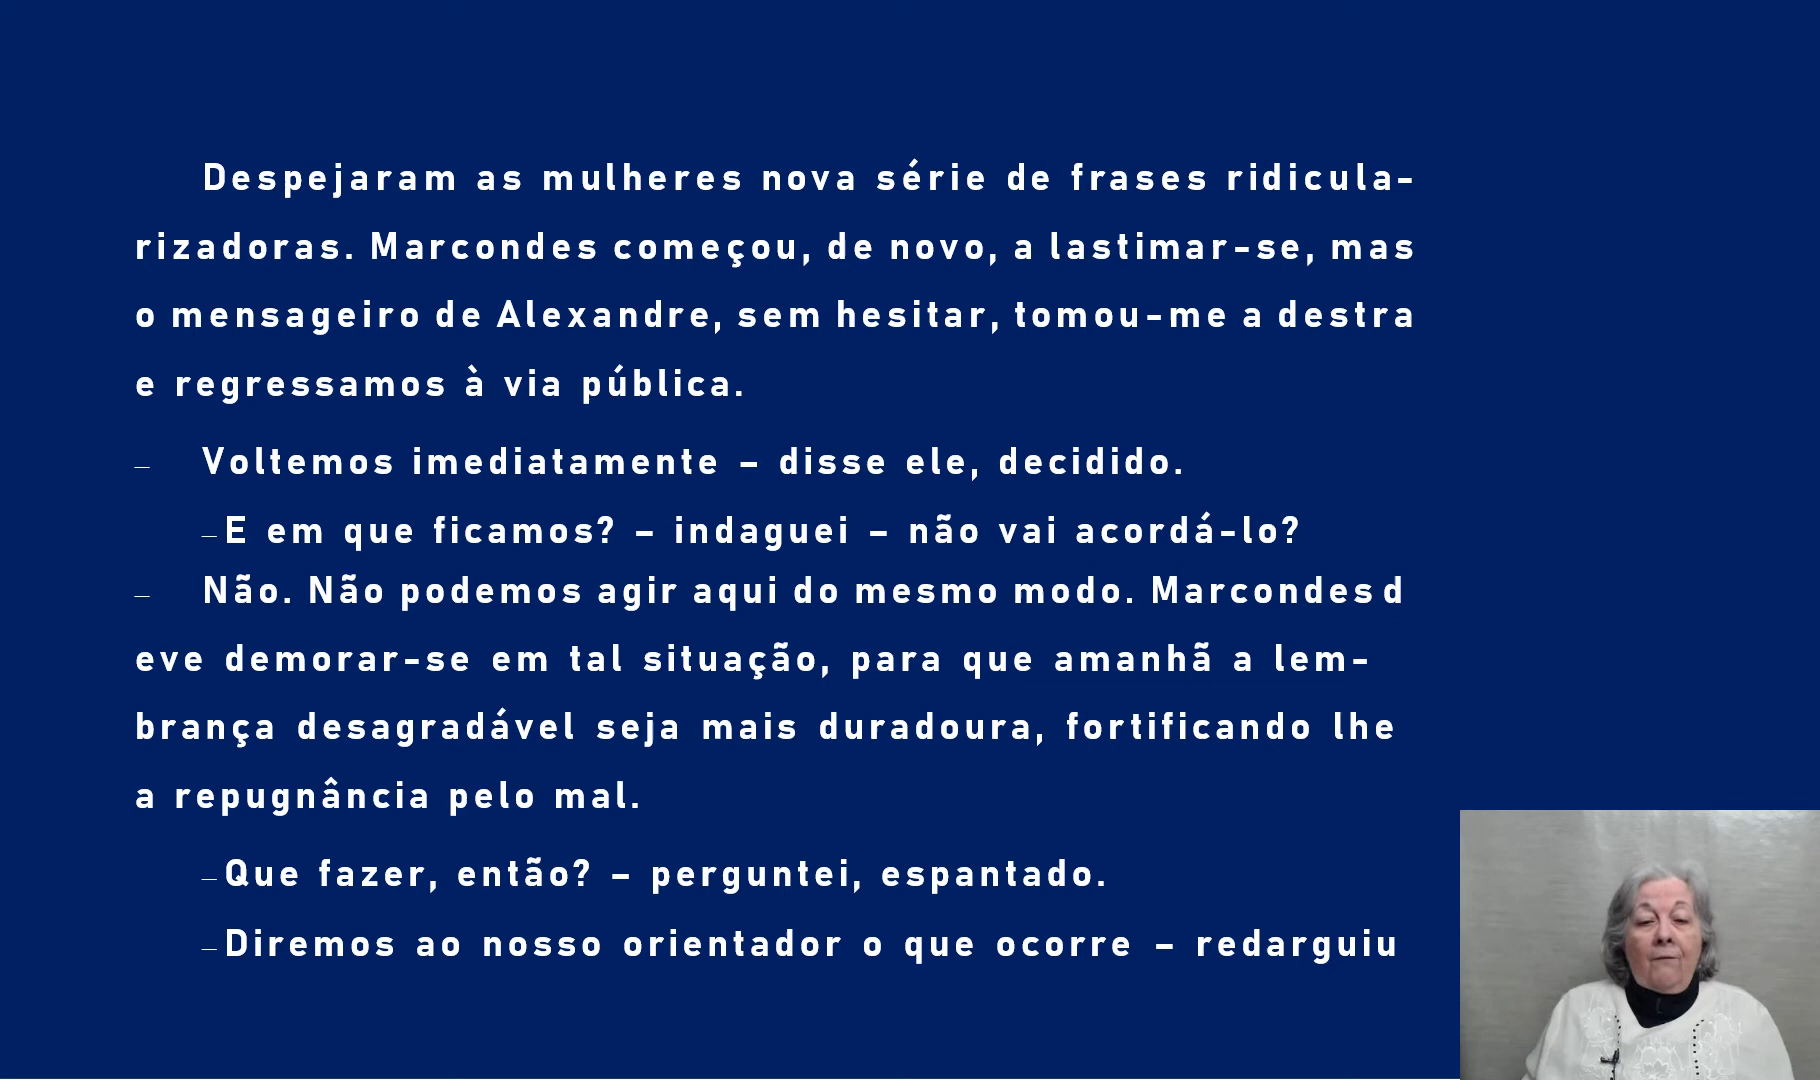 Despejaram as mulheres nova série de frases ridicula-
rizadoras. Marcondes começou, de novo, a lastimar-se, mas
o mensageiro de Alexandre, sem hesitar, tomou-me a destra
e regressamos à via pública.
– Voltemos imediatamente – disse ele, decidido.
– E em que ficamos? – indaguei – não vai acordá-lo?
– Não. Não podemos agir aqui do mesmo modo. Marcondes d
eve demorar-se em tal situação, para que amanhã a lem-
brança desagradável seja mais duradoura, fortificando lhe
a repugnância pelo mal.
– Que fazer, então? – perguntei, espantado.
– Diremos ao nosso orientador o que ocorre – redarguiu